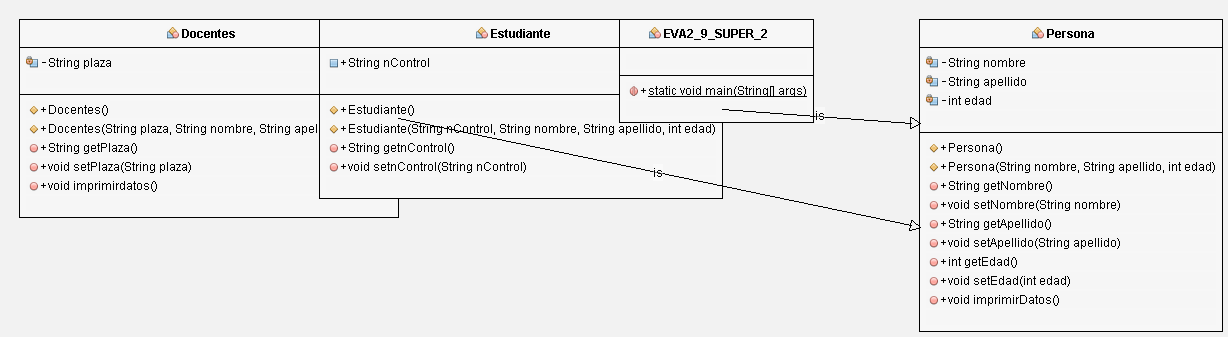 Docentes
- String plaza
+ Docentes()
+ Docentes(String plaza, String nombre, String apel
+ String getPlaza()
+ void setPlaza(String plaza)
+ void imprimirdatos()
Estudiante
+ String nControl
+ Estudiante()
+ Estudiante(String nControl, String nombre, String apellido, int edad)
+ String getnControl()
+ void setnControl(String nControl)
EVA2_9_SUPER_2
+ static void main(String[] args)
is
is
Persona
- String nombre
- String apellido
- int edad
+ Persona()
+ Persona(String nombre, String apellido, int edad)
+ String getNombre()
+ void setNombre(String nombre)
+ String getApellido()
+ void setApellido(String apellido)
+ int getEdad()
+ void setEdad(int edad)
+ void imprimirDatos()